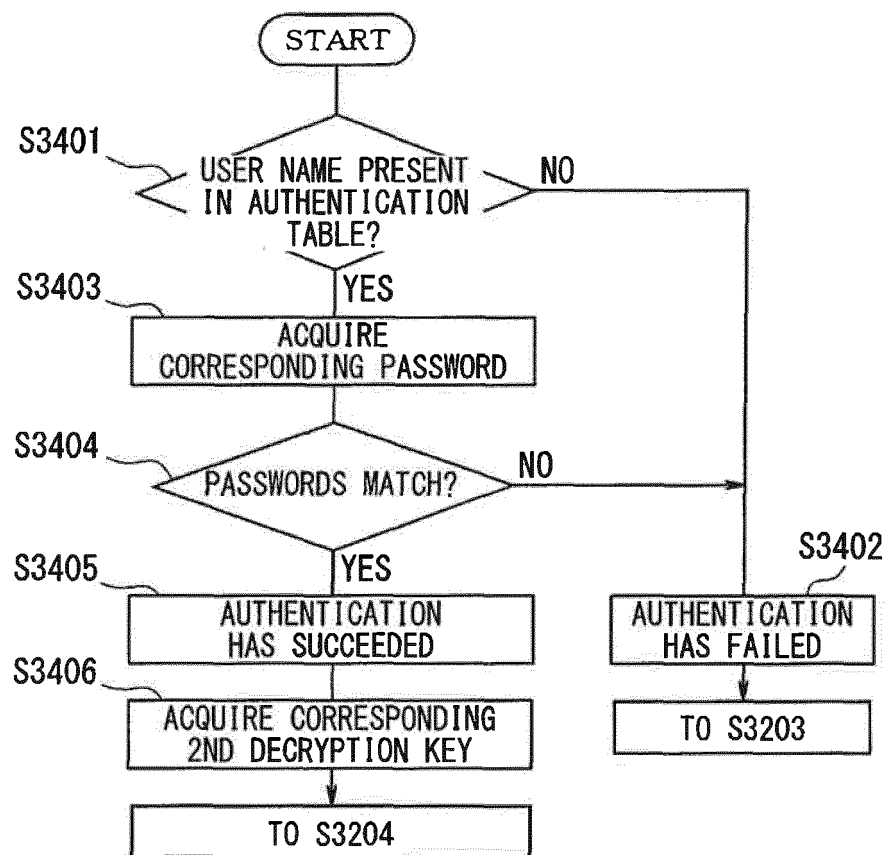 START
S3401
USER NAME PRESENT
IN AUTHENTICATION
TABLE?
NO
YES
S3403
ACQUIRE
CORRESPONDING PASSWORD
S3404
PASSWORDS MATCH?
NO
YES
S3405
AUTHENTICATION
HAS SUCCEEDED
S3402
AUTHENTICATION
HAS FAILED
S3406
ACQUIRE CORRESPONDING
2ND DECRYPTION KEY
TO S3203
TO S3204